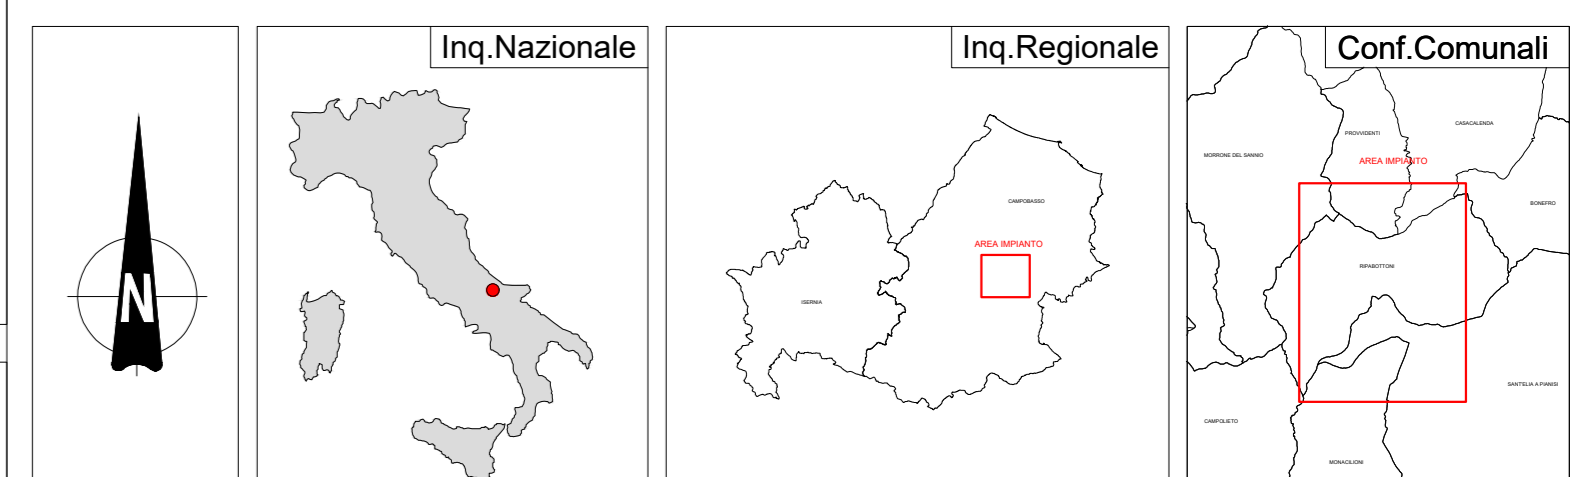 N
Inq.Nazionale
Inq.Regionale
CAMPOBASSO
AREA IMPIANTO
ISERNIA
Conf.Comunali
CASACALENDA
PROVVIDENTI
MORRONE DEL SANNIO
AREA IMPIANTO
BONEFRO
RIPABOTTONI
SANT'ELIA A PIANISI
CAMPOLIETO
MONACILIONI